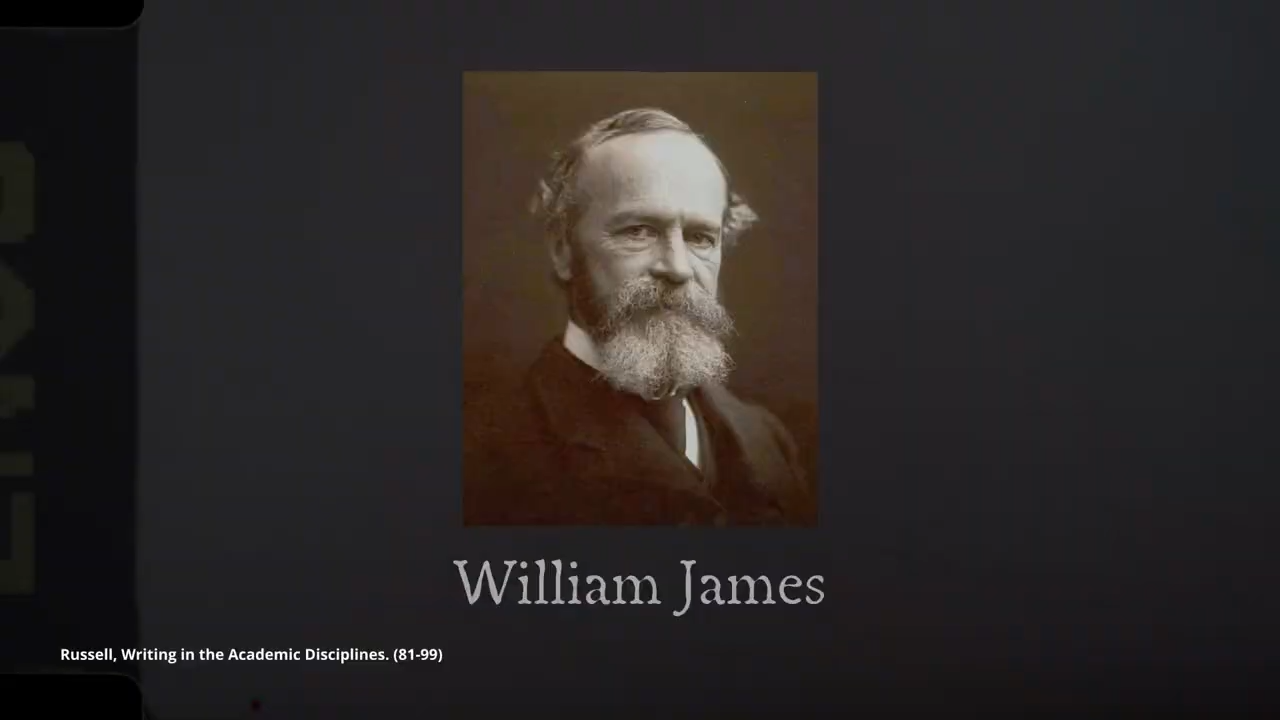 William James
Russell, Writing in the Academic Disciplines. (81-99)